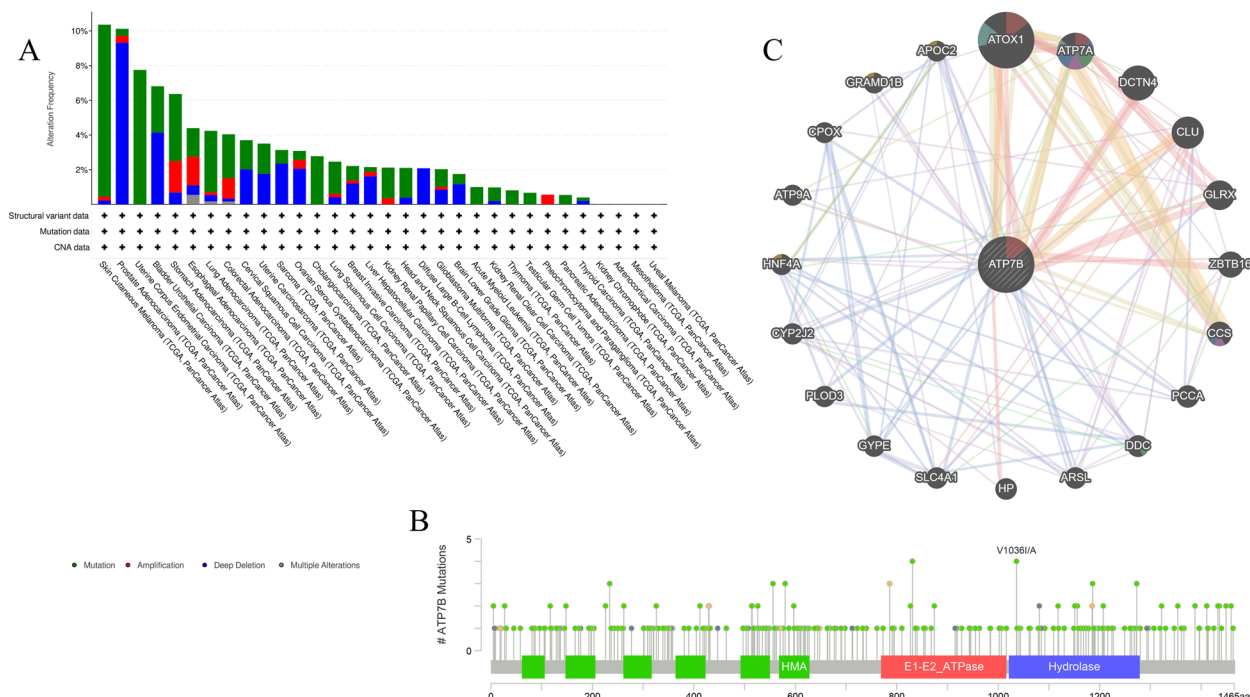 A
Alteration Frequency
10%
8%
6%
4%
2%
Structural variant data
Mutation data
CNA data
Skin Cutaneous Melanoma (TCGA, PanCancer Atlas)
Prostate Adenocarcinoma (TCGA, PanCancer Atlas)
Uterine Corpus Endometrial Carcinoma (TCGA, PanCancer Atlas)
Bladder Urothelial Carcinoma (TCGA, PanCancer Atlas)
Stomach Adenocarcinoma (TCGA, PanCancer Atlas)
Esophageal Adenocarcinoma (TCGA, PanCancer Atlas)
Lung Adenocarcinoma (TCGA, PanCancer Atlas)
Colorectal Adenocarcinoma (TCGA, PanCancer Atlas)
Cervical Squamous Cell Carcinoma (TCGA, PanCancer Atlas)
Uterine Carcinosarcoma (TCGA, PanCancer Atlas)
Sarcoma (TCGA, PanCancer Atlas)
Ovarian Serous Cystadenocarcinoma (TCGA, PanCancer Atlas)
Cholangiocarcinoma (TCGA, PanCancer Atlas)
Lung Squamous Cell Carcinoma (TCGA, PanCancer Atlas)
Breast Invasive Carcinoma (TCGA, PanCancer Atlas)
Liver Hepatocellular Carcinoma (TCGA, PanCancer Atlas)
Kidney Renal Papillary Cell Carcinoma (TCGA, PanCancer Atlas)
Head and Neck Squamous Cell Carcinoma (TCGA, PanCancer Atlas)
Diffuse Large B-Cell Lymphoma (TCGA, PanCancer Atlas)
Glioblastoma Multiforme (TCGA, PanCancer Atlas)
Brain Lower Grade Glioma (TCGA, PanCancer Atlas)
Acute Myeloid Leukemia (TCGA, PanCancer Atlas)
Kidney Renal Clear Cell Carcinoma (TCGA, PanCancer Atlas)
Thymoma (TCGA, PanCancer Atlas)
Testicular Germ Cell Tumors (TCGA, PanCancer Atlas)
Pheochromocytoma and Paraganglioma (TCGA, PanCancer Atlas)
Pancreatic Adenocarcinoma (TCGA, PanCancer Atlas)
Thyroid Carcinoma (TCGA, PanCancer Atlas)
Kidney Chromophobe (TCGA, PanCancer Atlas)
Adrenocortical Carcinoma (TCGA, PanCancer Atlas)
Mesothelioma (TCGA, PanCancer Atlas)
Uveal Melanoma (TCGA, PanCancer Atlas)
Mutation
Amplification
Deep Deletion
Multiple Alterations
C
ATOX1
ATP7A
DCTN4
CLU
GLRX
ZBTB16
CCS
PCCA
DDC
ARSL
HP
SLC4A1
GYPE
PLOD3
CYP2J2
HNF4A
ATP9A
CPOX
GRAMD1B
APOC2
ATP7B
B
# ATP7B Mutations
5
0
V1036I/A
HMA
E1-E2_ATPase
Hydrolase
0
200
400
600
800
1000
1200
1465aa